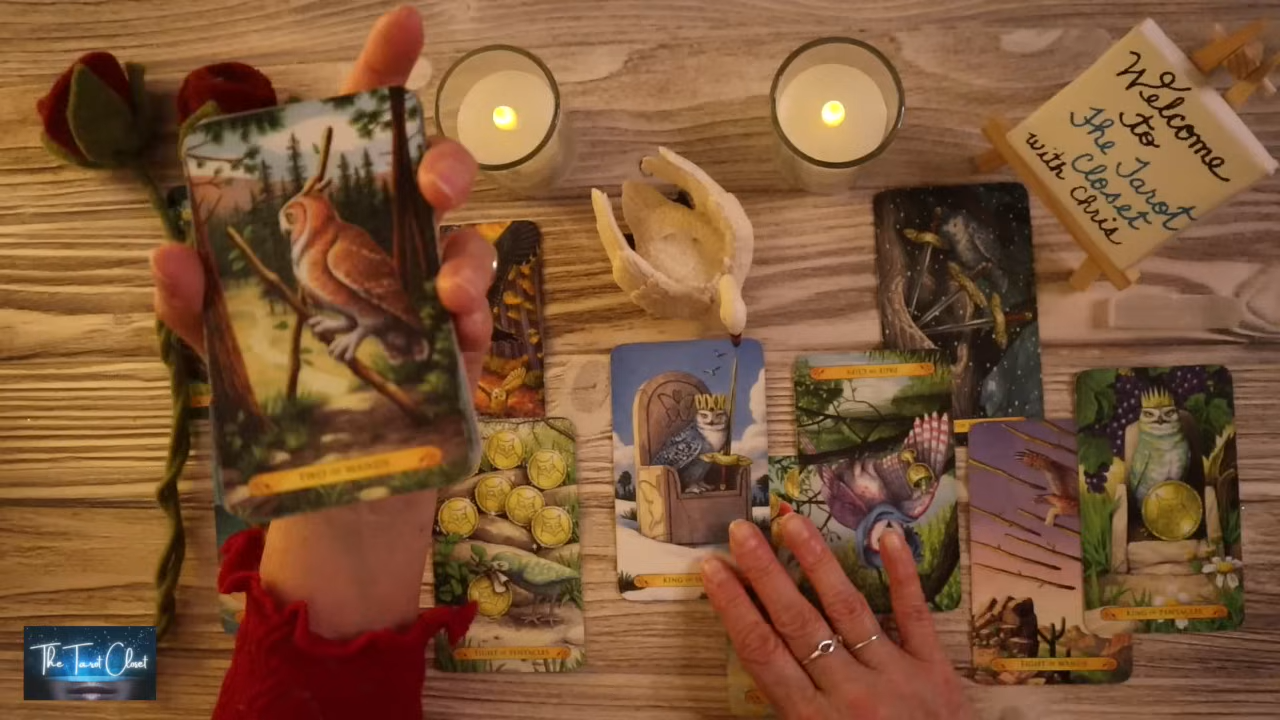 Welcome
to
The Tarot
Closet
with Chris
OF WANDS
EIGHT OF PENTACLES
KING OF
EIGHT OF WANDS
KING OF PENTACLES
The Tarot Closet